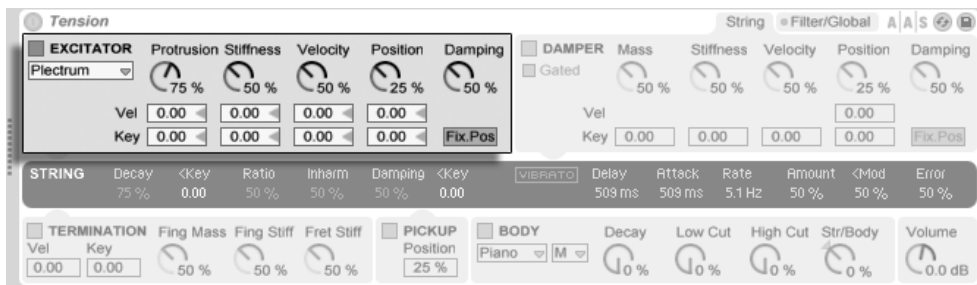 Tension String Filter/Global A A S
EXCITATOR Protrusion Stiffness Velocity Position Damping
Plectrum 75 % 50 % 50 % 25 % 50 %
Vel 0.00 0.00 0.00 0.00
Key 0.00 0.00 0.00 0.00 Fix.Pos
DAMPER Mass Stiffness Velocity Position Damping
Gated 50 % 50 % 50 % 25 % 50 %
Vel 0.00
Key 0.00 0.00 0.00 0.00 Fix.Pos
STRING Decay <Key Ratio Inharm Damping <Key VIBRATO Delay Attack Rate Amount <Mod Error
75 % 0.00 50 % 50 % 50 % 0.00 509 ms 509 ms 5.1 Hz 50 % 50 % 50 %
TERMINATION Fing Mass Fing Stiff Fret Stiff
Vel Key
0.00 0.00 50 % 50 % 50 %
PICKUP
Position
25 %
BODY Decay Low Cut High Cut Str/Body
Piano M 0 % 0 % 0 % 0 %
Volume
0.0 dB